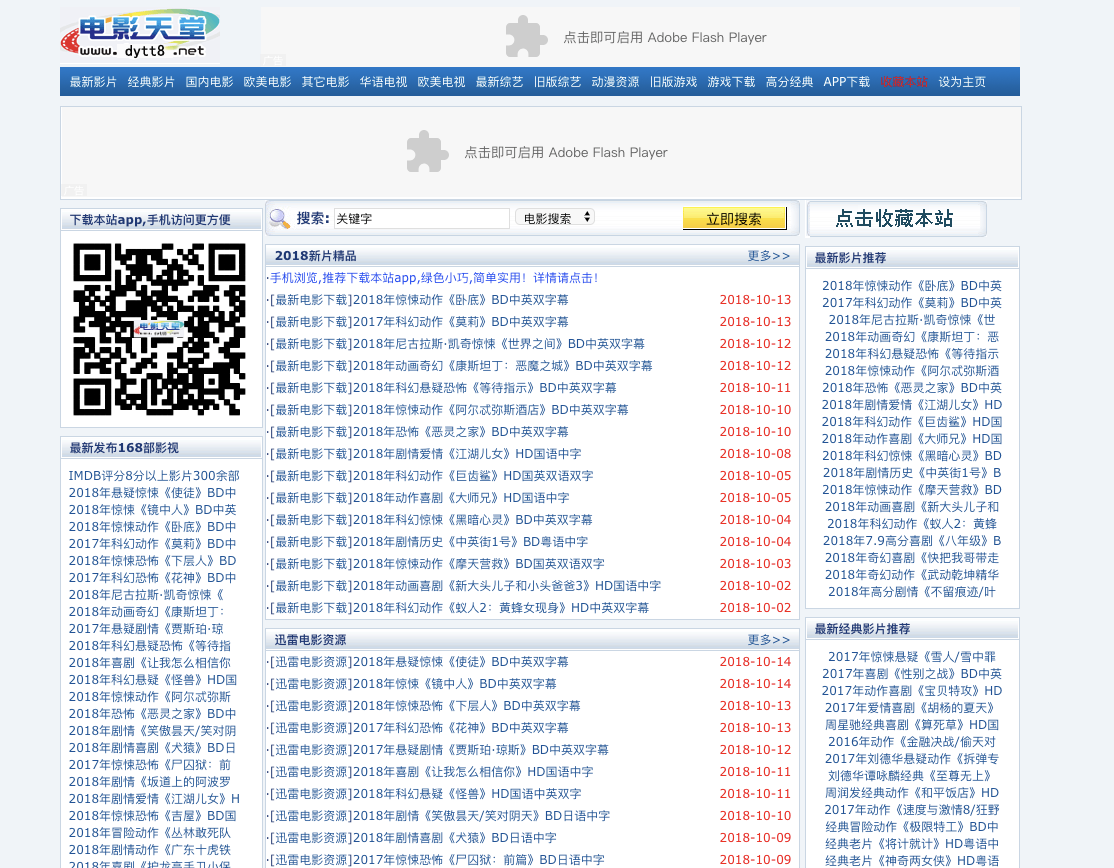 电影天堂
www.dytt8.net
点击即可启用 Adobe Flash Player
广告
最新影片 经典影片 国内电影 欧美电影 其它电影 华语电视 欧美电视 最新综艺 旧版综艺 动漫资源 旧版游戏 游戏下载 高分经典 APP下载 收藏本站 设为主页
点击即可启用 Adobe Flash Player
广告
下载本站app,手机访问更方便
电影天堂
最新发布168部影视
IMDB评分8分以上影片300余部
2018年悬疑惊悚《使徒》BD中
2018年惊悚《镜中人》BD中英
2018年惊悚动作《卧底》BD中
2017年科幻动作《莫莉》BD中
2018年惊悚恐怖《下层人》BD
2017年科幻恐怖《花神》BD中
2018年尼古拉斯·凯奇惊悚《
2018年动画奇幻《康斯坦丁：
2017年悬疑剧情《贾斯珀·琼
2018年科幻悬疑恐怖《等待指
2018年喜剧《让我怎么相信你
2018年科幻悬疑《怪兽》HD国
2018年惊悚动作《阿尔忒弥斯
2018年恐怖《恶灵之家》BD中
2018年剧情《笑傲昙天/笑对阴
2018年剧情喜剧《犬猿》BD日
2017年惊悚恐怖《尸囚狱：前
2018年剧情《坂道上的阿波罗
2018年剧情爱情《江湖儿女》H
2018年惊悚恐怖《吉屋》BD国
2018年冒险动作《丛林敢死队
2018年剧情动作《广东十虎铁
2018年喜剧《护龙高手卫小保
搜索: 关键字 电影搜索 立即搜索
2018新片精品 更多>>
·手机浏览,推荐下载本站app,绿色小巧,简单实用！详情请点击！
·[最新电影下载]2018年惊悚动作《卧底》BD中英双字幕 2018-10-13
·[最新电影下载]2017年科幻动作《莫莉》BD中英双字幕 2018-10-13
·[最新电影下载]2018年尼古拉斯·凯奇惊悚《世界之间》BD中英双字幕 2018-10-12
·[最新电影下载]2018年动画奇幻《康斯坦丁：恶魔之城》BD中英双字幕 2018-10-12
·[最新电影下载]2018年科幻悬疑恐怖《等待指示》BD中英双字幕 2018-10-11
·[最新电影下载]2018年惊悚动作《阿尔忒弥斯酒店》BD中英双字幕 2018-10-10
·[最新电影下载]2018年恐怖《恶灵之家》BD中英双字幕 2018-10-10
·[最新电影下载]2018年剧情爱情《江湖儿女》HD国语中字 2018-10-08
·[最新电影下载]2018年科幻动作《巨齿鲨》HD国英双语双字 2018-10-05
·[最新电影下载]2018年动作喜剧《大师兄》HD国语中字 2018-10-05
·[最新电影下载]2018年科幻惊悚《黑暗心灵》BD中英双字幕 2018-10-04
·[最新电影下载]2018年剧情历史《中英街1号》BD粤语中字 2018-10-04
·[最新电影下载]2018年惊悚动作《摩天营救》BD国英双语双字 2018-10-03
·[最新电影下载]2018年动画喜剧《新大头儿子和小头爸爸3》HD国语中字 2018-10-02
·[最新电影下载]2018年科幻动作《蚁人2：黄蜂女现身》HD中英双字幕 2018-10-02
迅雷电影资源 更多>>
·[迅雷电影资源]2018年悬疑惊悚《使徒》BD中英双字幕 2018-10-14
·[迅雷电影资源]2018年惊悚《镜中人》BD中英双字幕 2018-10-14
·[迅雷电影资源]2018年惊悚恐怖《下层人》BD中英双字幕 2018-10-13
·[迅雷电影资源]2017年科幻恐怖《花神》BD中英双字幕 2018-10-13
·[迅雷电影资源]2017年悬疑剧情《贾斯珀·琼斯》BD中英双字幕 2018-10-12
·[迅雷电影资源]2018年喜剧《让我怎么相信你》HD国语中字 2018-10-11
·[迅雷电影资源]2018年科幻悬疑《怪兽》HD国语中英双字 2018-10-11
·[迅雷电影资源]2018年剧情《笑傲昙天/笑对阴天》BD日语中字 2018-10-10
·[迅雷电影资源]2018年剧情喜剧《犬猿》BD日语中字 2018-10-09
·[迅雷电影资源]2017年惊悚恐怖《尸囚狱：前篇》BD日语中字 2018-10-09
点击收藏本站
最新影片推荐
2018年惊悚动作《卧底》BD中英
2017年科幻动作《莫莉》BD中英
2018年尼古拉斯·凯奇惊悚《世
2018年动画奇幻《康斯坦丁：恶
2018年科幻悬疑恐怖《等待指示
2018年惊悚动作《阿尔忒弥斯酒
2018年恐怖《恶灵之家》BD中英
2018年剧情爱情《江湖儿女》HD
2018年科幻动作《巨齿鲨》HD国
2018年动作喜剧《大师兄》HD国
2018年科幻惊悚《黑暗心灵》BD
2018年剧情历史《中英街1号》B
2018年惊悚动作《摩天营救》BD
2018年动画喜剧《新大头儿子和
2018年科幻动作《蚁人2：黄蜂
2018年7.9高分喜剧《八年级》B
2018年奇幻喜剧《快把我哥带走
2018年奇幻动作《武动乾坤精华
2018年高分剧情《不留痕迹/叶
最新经典影片推荐
2017年惊悚悬疑《雪人/雪中罪
2017年喜剧《性别之战》BD中英
2017年动作喜剧《宝贝特攻》HD
2017年爱情喜剧《胡杨的夏天》
周星驰经典喜剧《算死草》HD国
2016年动作《金融决战/偷天对
2017年刘德华悬疑动作《拆弹专
刘德华谭咏麟经典《至尊无上》
周润发经典动作《和平饭店》HD
2017年动作《速度与激情8/狂野
经典冒险动作《极限特工》BD中
经典老片《将计就计》HD粤语中
经典老片《神奇两女侠》HD粤语